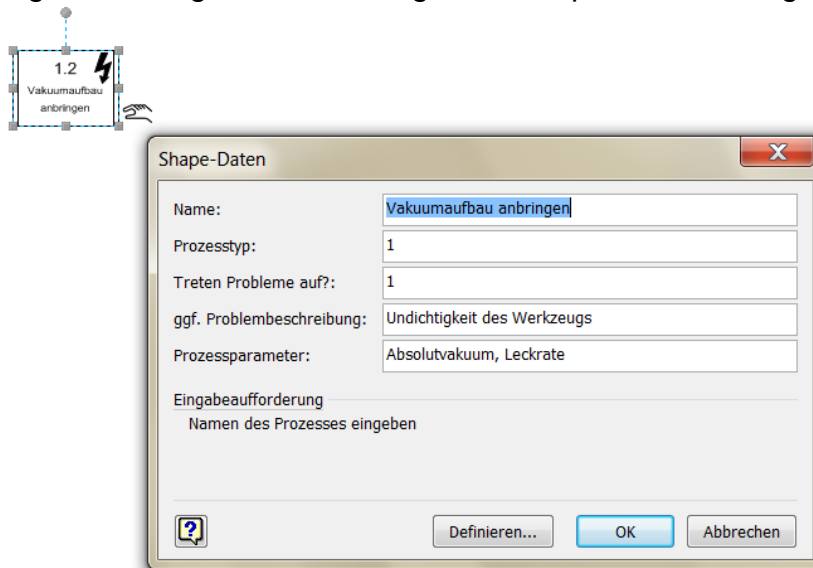 1.2
Vakuumaufbau
anbringen
Shape-Daten
Name: Vakuumaufbau anbringen
Prozesstyp: 1
Treten Probleme auf?: 1
ggf. Problembeschreibung: Undichtigkeit des Werkzeugs
Prozessparameter: Absolutvakuum, Leckrate
Eingabeaufforderung
Namen des Prozesses eingeben
Definieren... OK Abbrechen